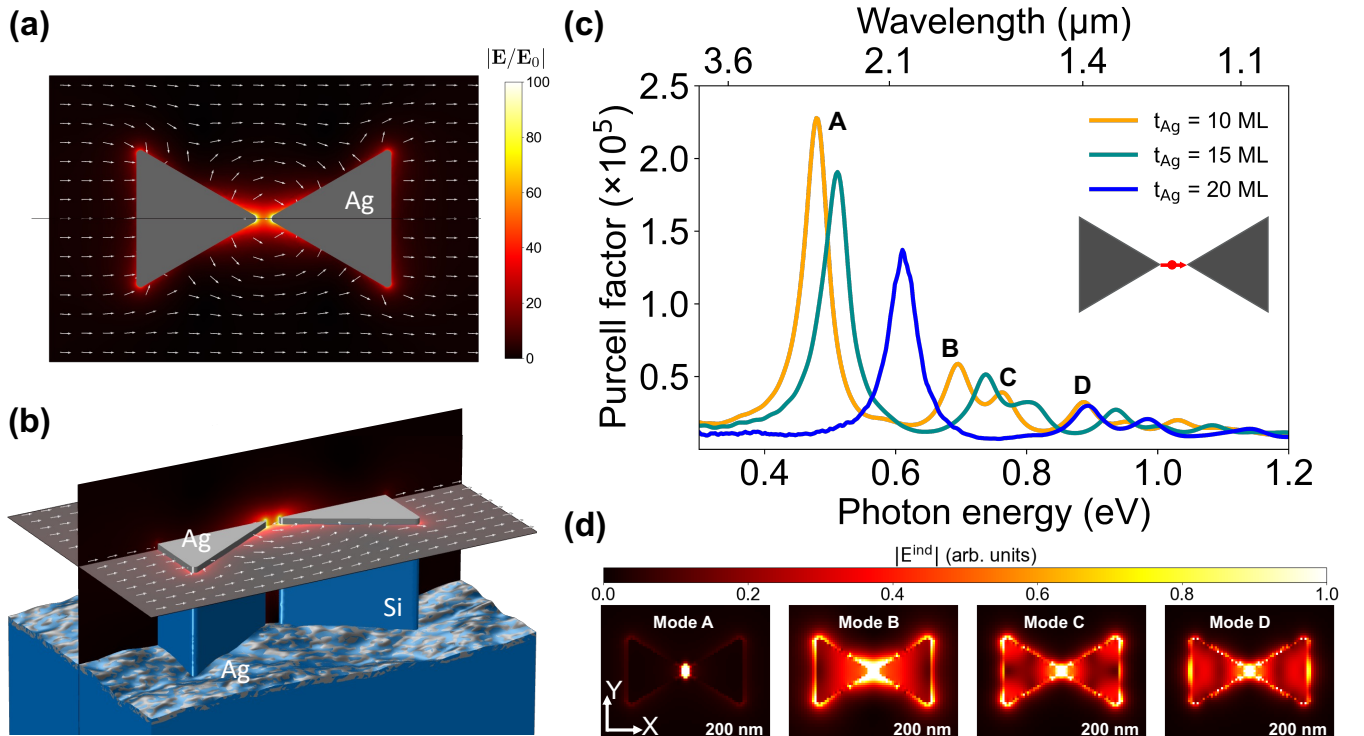 (a)
|E/E₀|
100
80
60
40
20
0
Ag
(b)
Ag
Si
Ag
(c)
Wavelength (μm)
3.6 2.1 1.4 1.1
Purcell factor (×10⁵)
2.5
2.0
1.5
1.0
0.5
A
B
C
D
t_Ag = 10 ML
t_Ag = 15 ML
t_Ag = 20 ML
0.4 0.6 0.8 1.0 1.2
Photon energy (eV)
(d)
|E^ind| (arb. units)
0.0 0.2 0.4 0.6 0.8 1.0
Mode A Mode B Mode C Mode D
Y
X
200 nm 200 nm 200 nm 200 nm